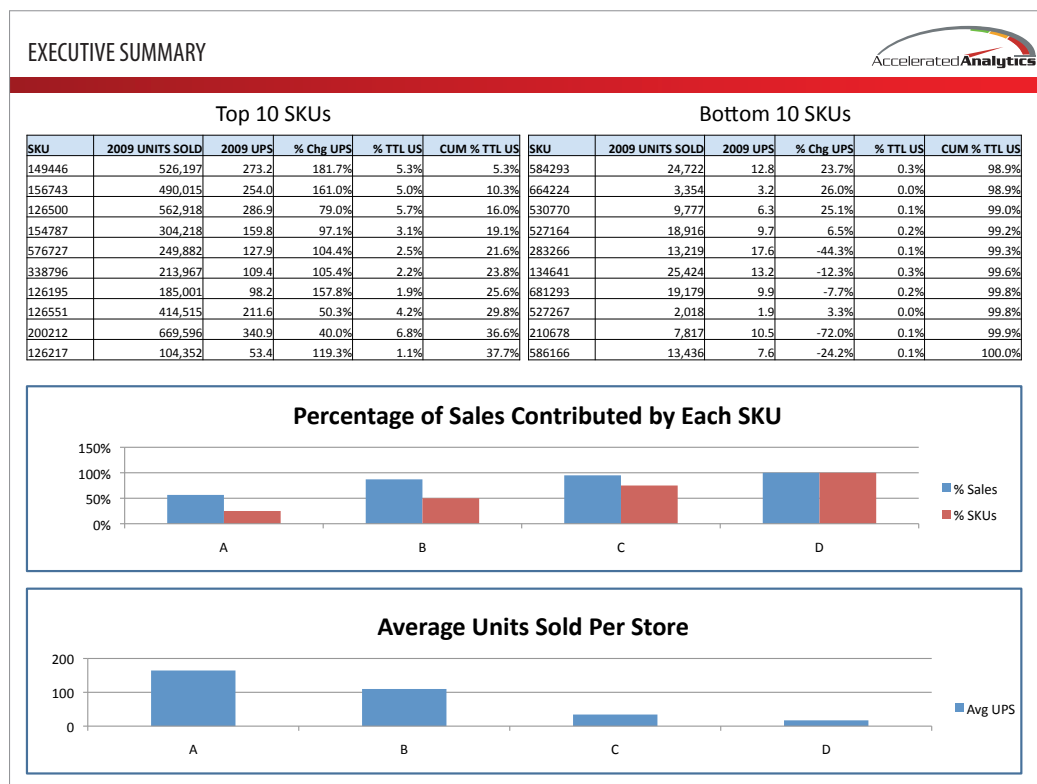 EXECUTIVE SUMMARY
AcceleratedAnalytics
Top 10 SKUs
SKU 2009 UNITS SOLD 2009 UPS % Chg UPS % TTL US CUM % TTL US
149446 526,197 273.2 181.7% 5.3% 5.3%
156743 490,015 254.0 161.0% 5.0% 10.3%
126500 562,918 286.9 79.0% 5.7% 16.0%
154787 304,218 159.8 97.1% 3.1% 19.1%
576727 249,882 127.9 104.4% 2.5% 21.6%
338796 213,967 109.4 105.4% 2.2% 23.8%
126195 185,001 98.2 157.8% 1.9% 25.6%
126551 414,515 211.6 50.3% 4.2% 29.8%
200212 669,596 340.9 40.0% 6.8% 36.6%
126217 104,352 53.4 119.3% 1.1% 37.7%
Bottom 10 SKUs
SKU 2009 UNITS SOLD 2009 UPS % Chg UPS % TTL US CUM % TTL US
584293 24,722 12.8 23.7% 0.3% 98.9%
664224 3,354 3.2 26.0% 0.0% 98.9%
530770 9,777 6.3 25.1% 0.1% 99.0%
527164 18,916 9.7 6.5% 0.2% 99.2%
283266 13,219 17.6 -44.3% 0.1% 99.3%
134641 25,424 13.2 -12.3% 0.3% 99.6%
681293 19,179 9.9 -7.7% 0.2% 99.8%
527267 2,018 1.9 3.3% 0.0% 99.8%
210678 7,817 10.5 -72.0% 0.1% 99.9%
586166 13,436 7.6 -24.2% 0.1% 100.0%
Percentage of Sales Contributed by Each SKU
150%
100%
50%
0%
A B C D
% Sales
% SKUs
Average Units Sold Per Store
200
100
0
A B C D
Avg UPS